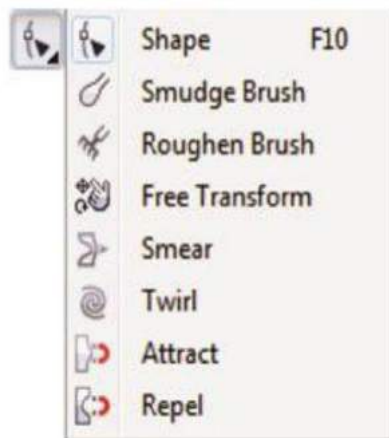 Shape F10
Smudge Brush
Roughen Brush
Free Transform
Smear
Twirl
Attract
Repel